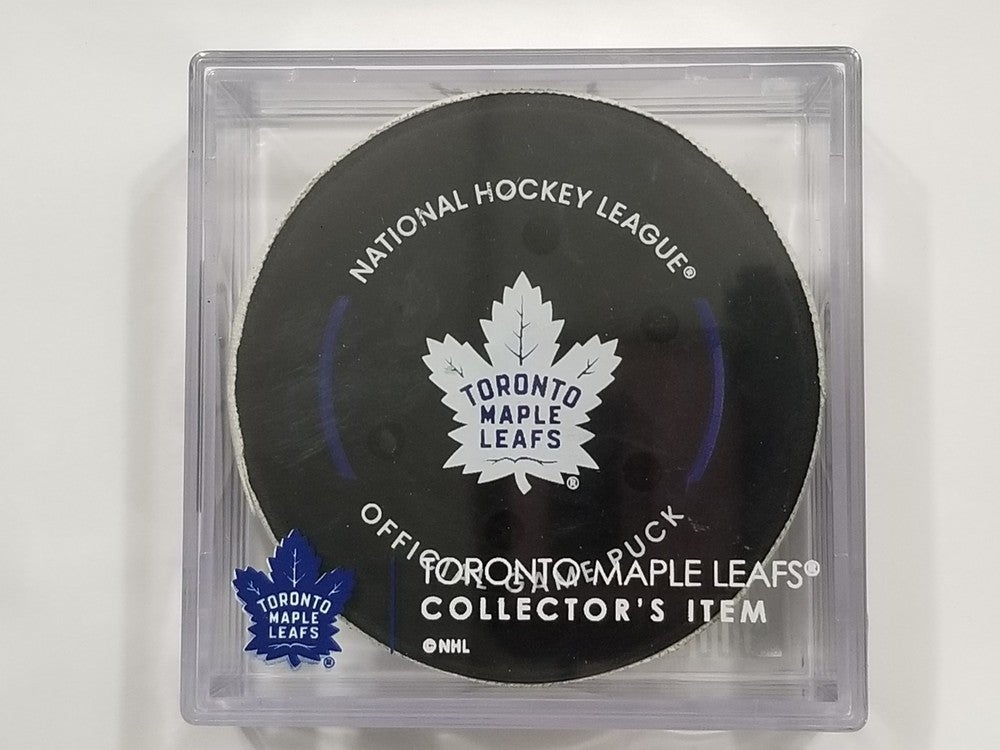 NATIONAL HOCKEY LEAGUE®
TORONTO
MAPLE
LEAFS
®
OFFICIAL GAME PUCK
TORONTO MAPLE LEAFS®
COLLECTOR'S ITEM
©NHL
TORONTO
MAPLE
LEAFS
®